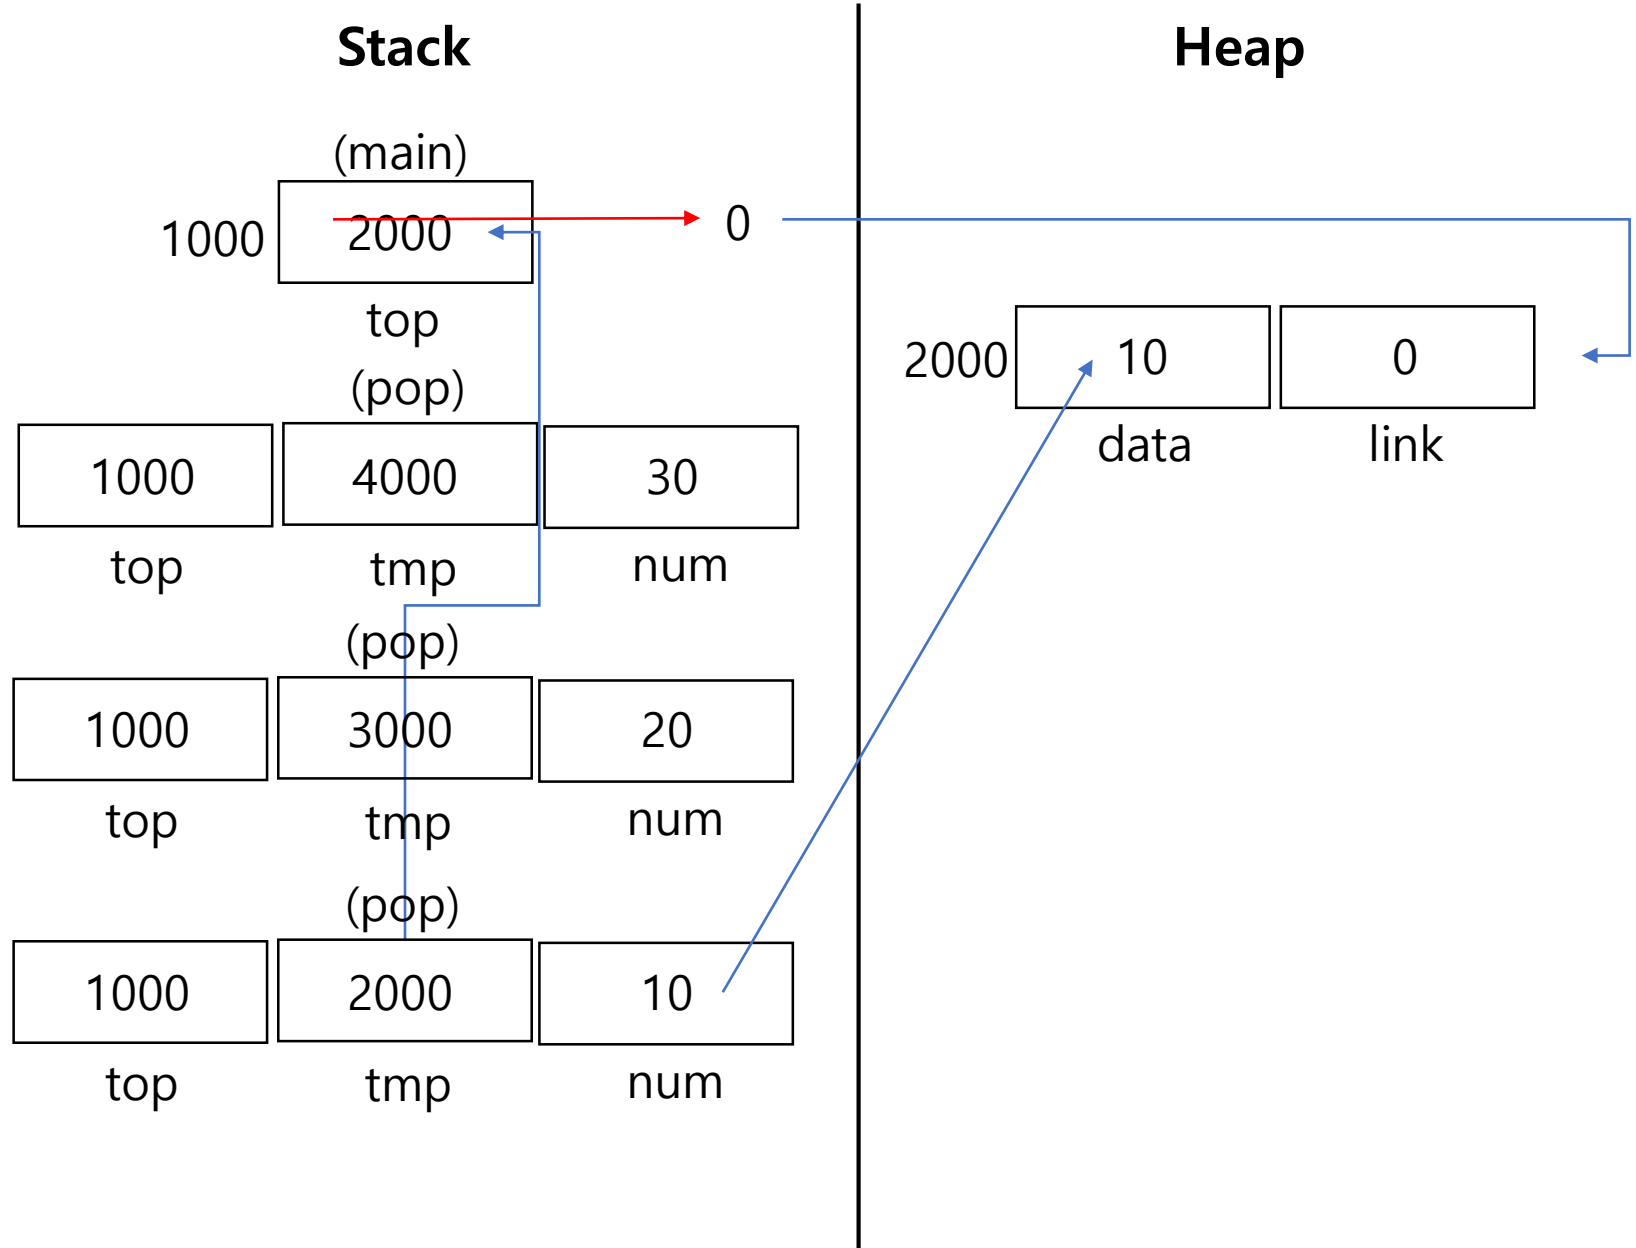 Stack
Heap
(main)
1000 2000 0
top
2000 10 0
data link
(pop)
1000 4000 30
top tmp num
(pop)
1000 3000 20
top tmp num
(pop)
1000 2000 10
top tmp num